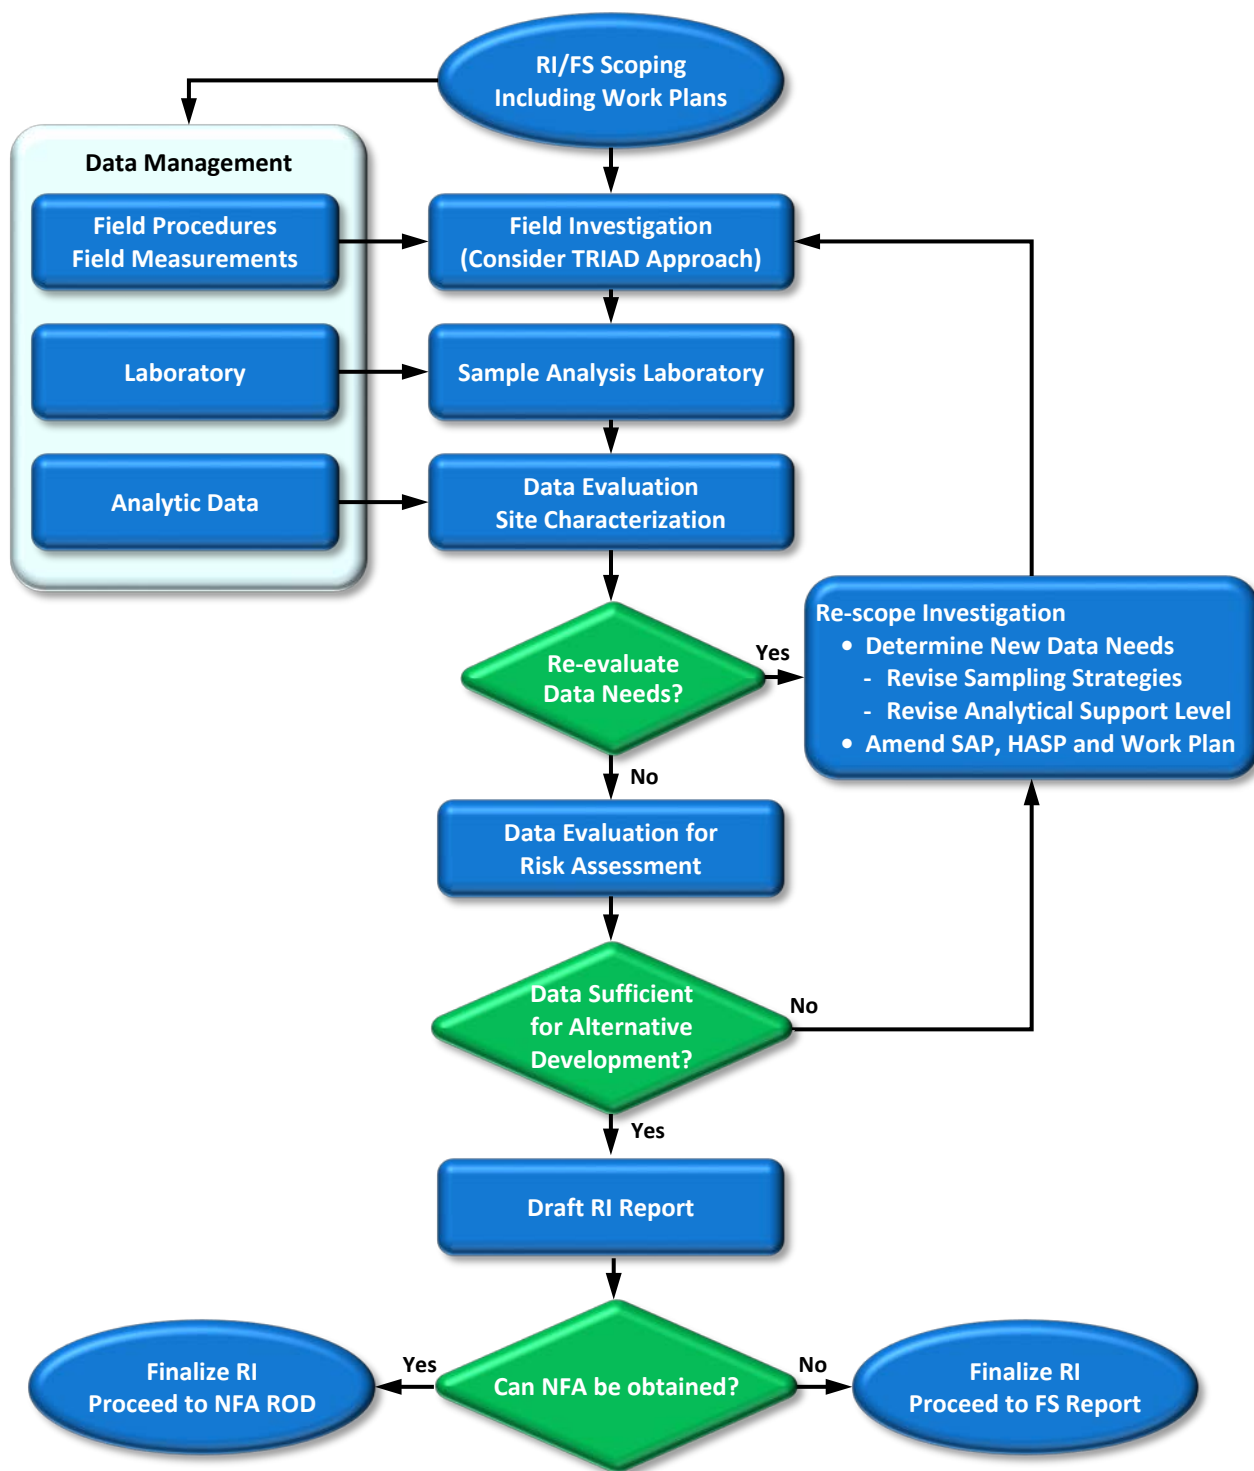 RI/FS Scoping
Including Work Plans
Data Management
Field Procedures
Field Measurements
Field Investigation
(Consider TRIAD Approach)
Laboratory
Sample Analysis Laboratory
Analytic Data
Data Evaluation
Site Characterization
Re-evaluate
Data Needs?
Yes
Re-scope Investigation
• Determine New Data Needs
- Revise Sampling Strategies
- Revise Analytical Support Level
• Amend SAP, HASP and Work Plan
No
Data Evaluation for
Risk Assessment
Data Sufficient
for Alternative
Development?
No
Yes
Draft RI Report
Can NFA be obtained?
Yes
No
Finalize RI
Proceed to NFA ROD
Finalize RI
Proceed to FS Report